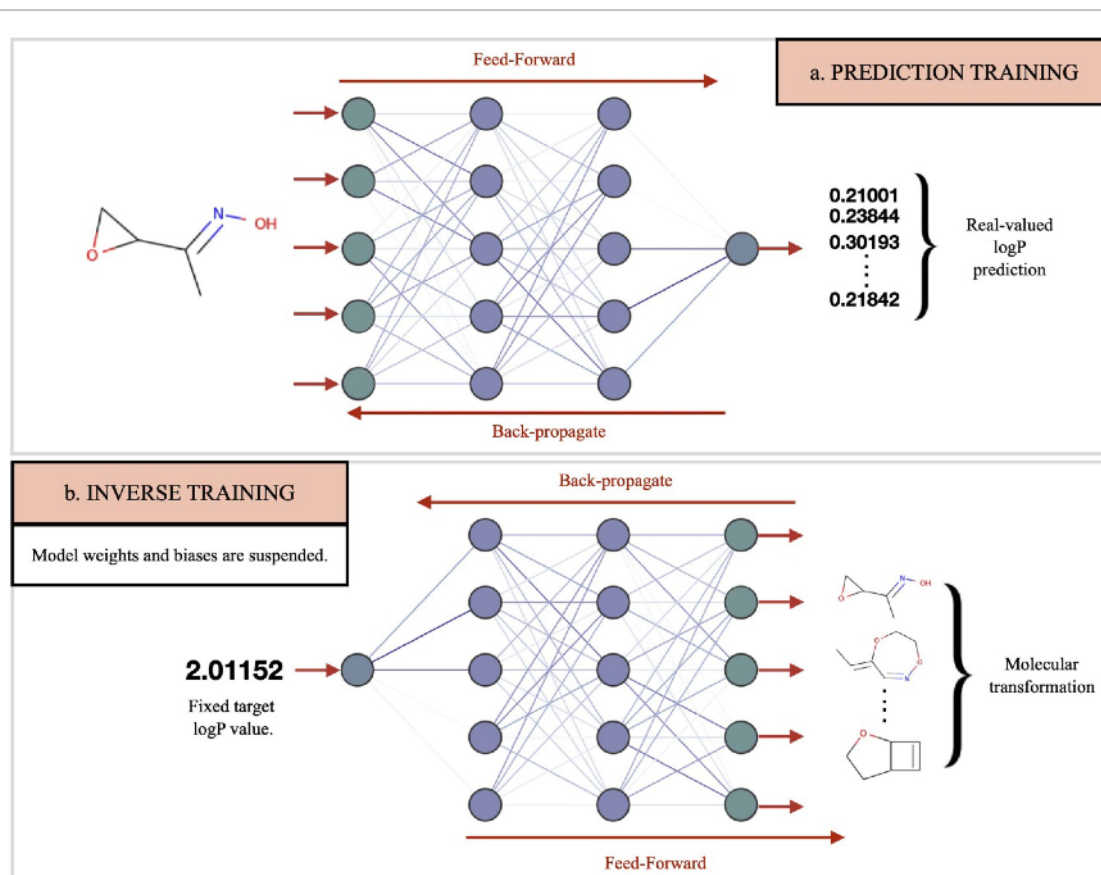 Feed-Forward
a. PREDICTION TRAINING
N
OH
O
0.21001
0.23844
0.30193
0.21842
Real-valued
logP
prediction
Back-propagate
b. INVERSE TRAINING
Model weights and biases are suspended.
Back-propagate
2.01152
Fixed target
logP value.
N
OH
O
O
O
N
O
Molecular
transformation
Feed-Forward